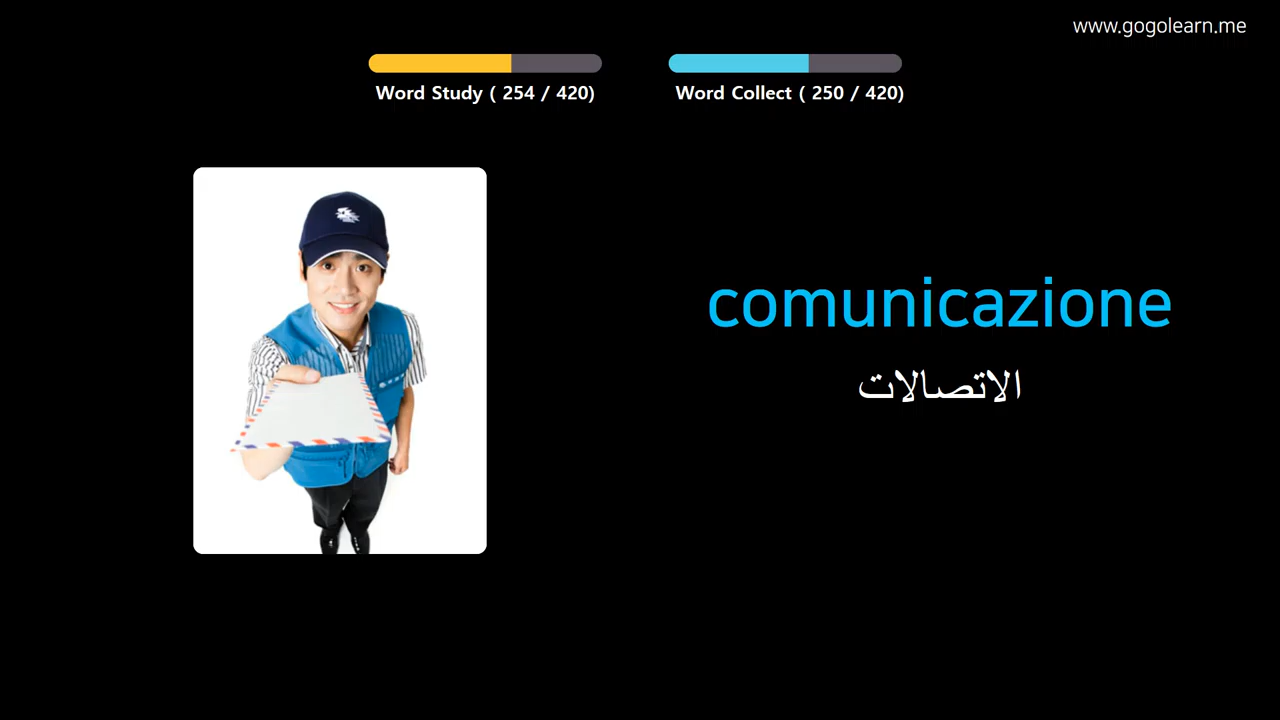 www.gogolearn.me
Word Study ( 254 / 420)
Word Collect ( 250 / 420)
comunicazione
الاتصالات